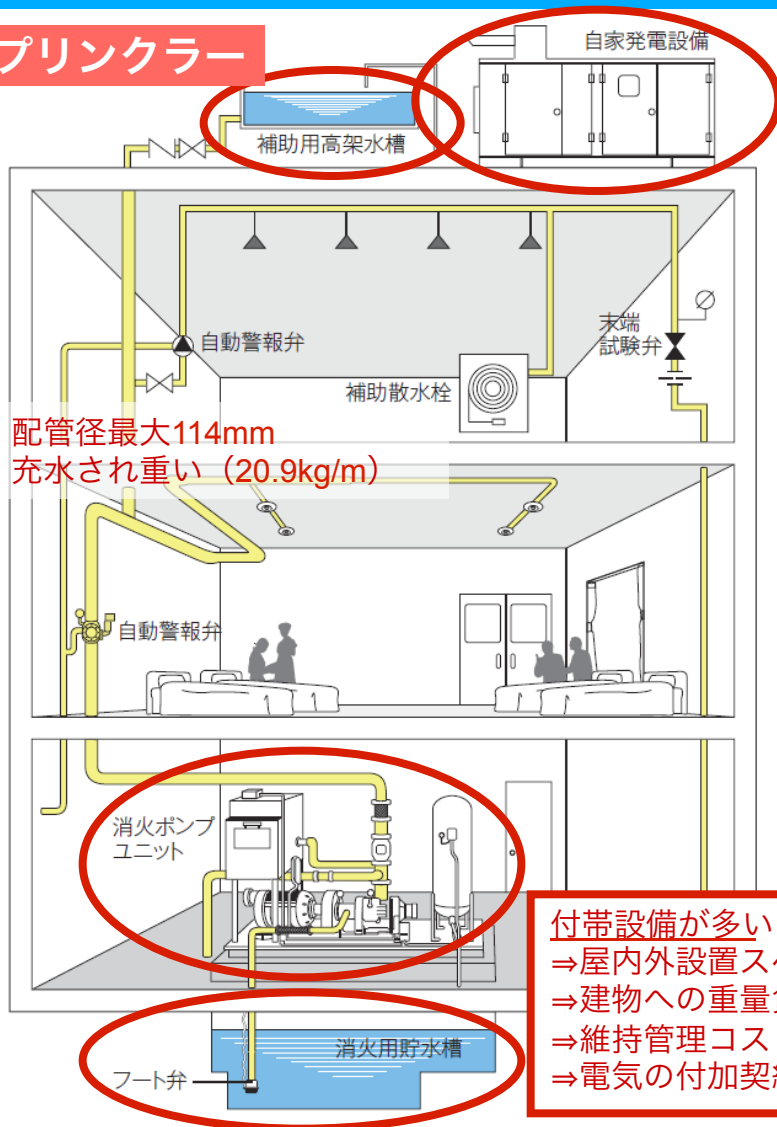 プリンクラー
自家発電設備
補助用高架水槽
自動警報弁
末端
試験弁
補助散水栓
配管径最大114mm
充水され重い（20.9kg/m）
自動警報弁
消火ポンプ
ユニット
付帯設備が多い
⇒屋内外設置ス
⇒建物への重量
⇒維持管理コス
⇒電気の付加契
消火用貯水槽
フート弁